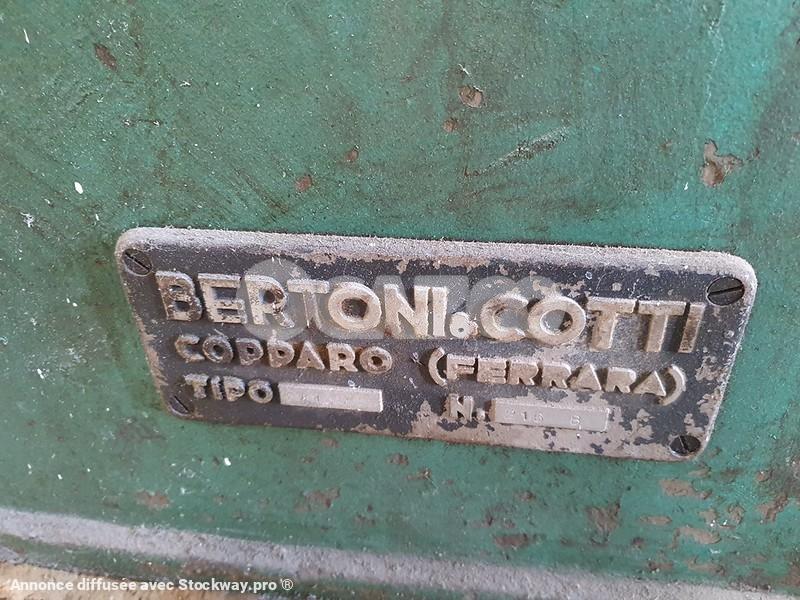 BERTONI & COTTI
COPPARO (FERRARA)
TIPO
N.
Annonce diffusée avec Stockway.pro ®